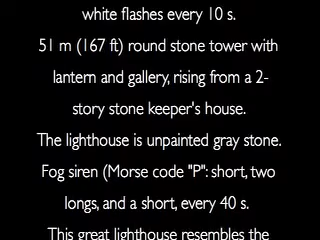 white flashes every 10 s.
51 m (167 ft) round stone tower with
lantern and gallery, rising from a 2-
story stone keeper's house.
The lighthouse is unpainted gray stone.
Fog siren (Morse code "P": short, two
longs, and a short, every 40 s.
This great lighthouse resembles the